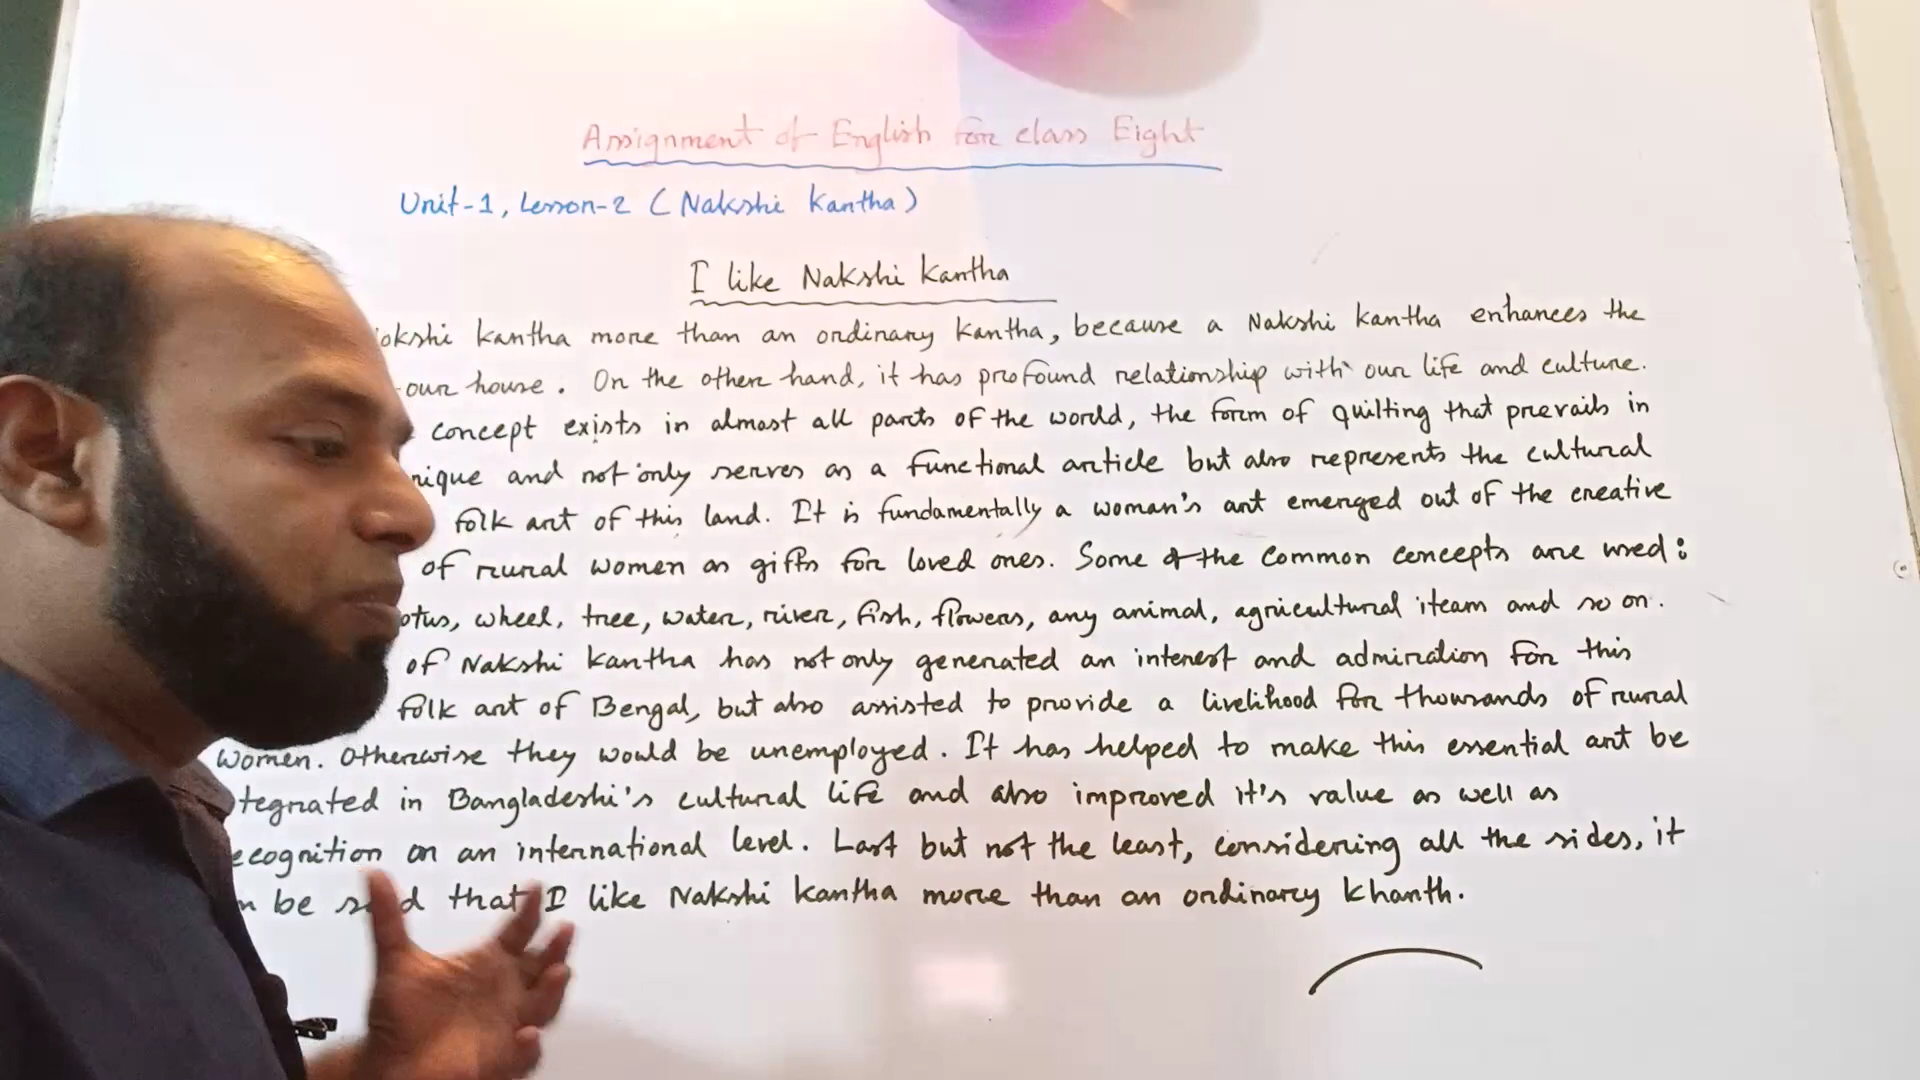 Assignment of English for class Eight
Unit-1, Lesson-2 (Nakshi Kantha)
I like Nakshi Kantha
kantha more than an ordinary kantha, because a Nakshi kantha enhances the
our house. On the other hand, it has profound relationship with our life and culture.
concept exists in almost all parts of the world, the form of quilting that prevails in
and not only serves as a functional article but also represents the cultural
folk art of this land. It is fundamentally a woman's art emerged out of the creative
of rural women as gifts for loved ones. Some of the common concepts are used:
wheel, tree, water, river, fish, flowers, any animal, agricultural iteam and so on.
of Nakshi kantha has not only generated an interest and admiration for this
folk art of Bengal, but also assisted to provide a livelihood for thousands of rural
women. Otherwise they would be unemployed. It has helped to make this essential art be
in Bangladeshi's cultural life and also improved it's value as well as
on an international level. Last but not the least, considering all the sides, it
be said that I like Nakshi kantha more than an ordinary khanth.